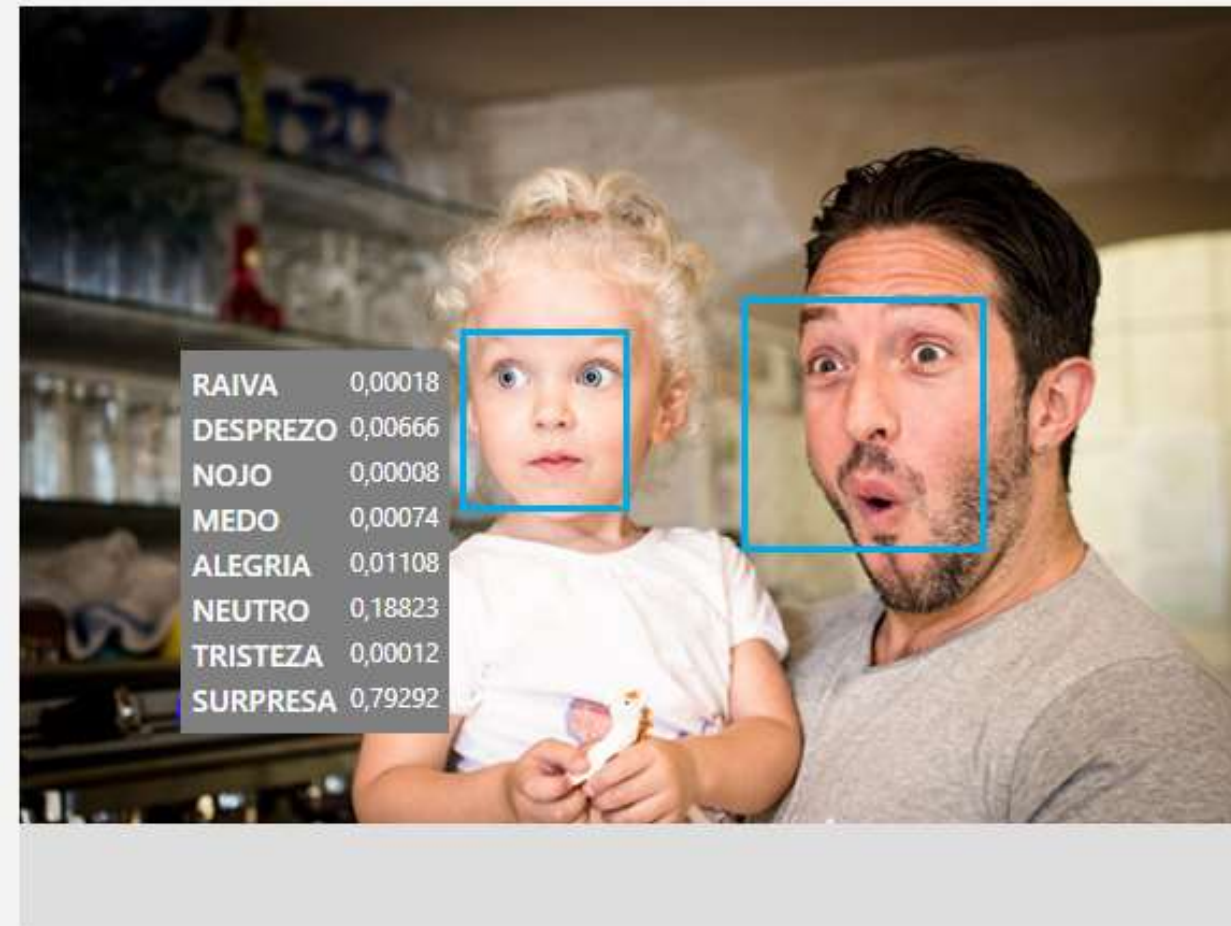 RAIVA 0,00018
DESPREZO 0,00666
NOJO 0,00008
MEDO 0,00074
ALEGRIA 0,01108
NEUTRO 0,18823
TRISTEZA 0,00012
SURPRESA 0,79292